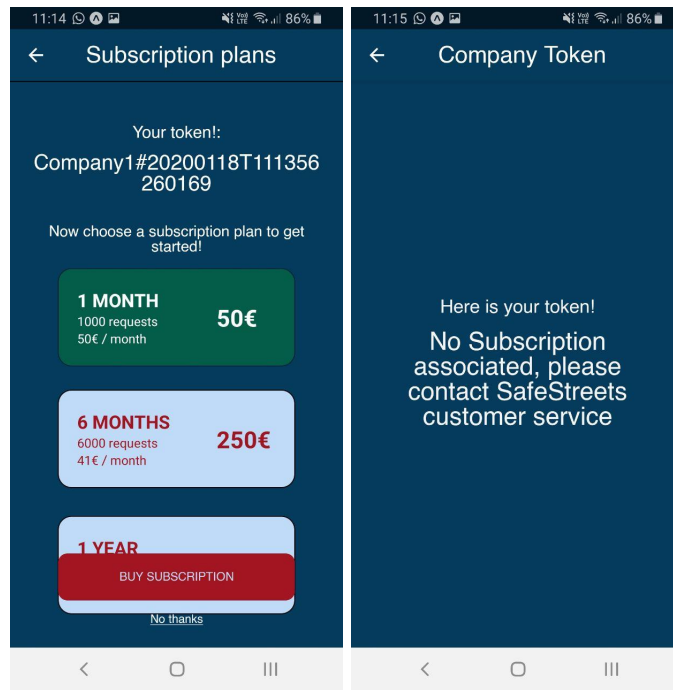 11:14
86%
Subscription plans
Your token!:
Company1#20200118T111356
260169
Now choose a subscription plan to get
started!
1 MONTH
1000 requests
50€ / month
50€
6 MONTHS
6000 requests
41€ / month
250€
1 YEAR
BUY SUBSCRIPTION
No thanks
11:15
86%
Company Token
Here is your token!
No Subscription
associated, please
contact SafeStreets
customer service